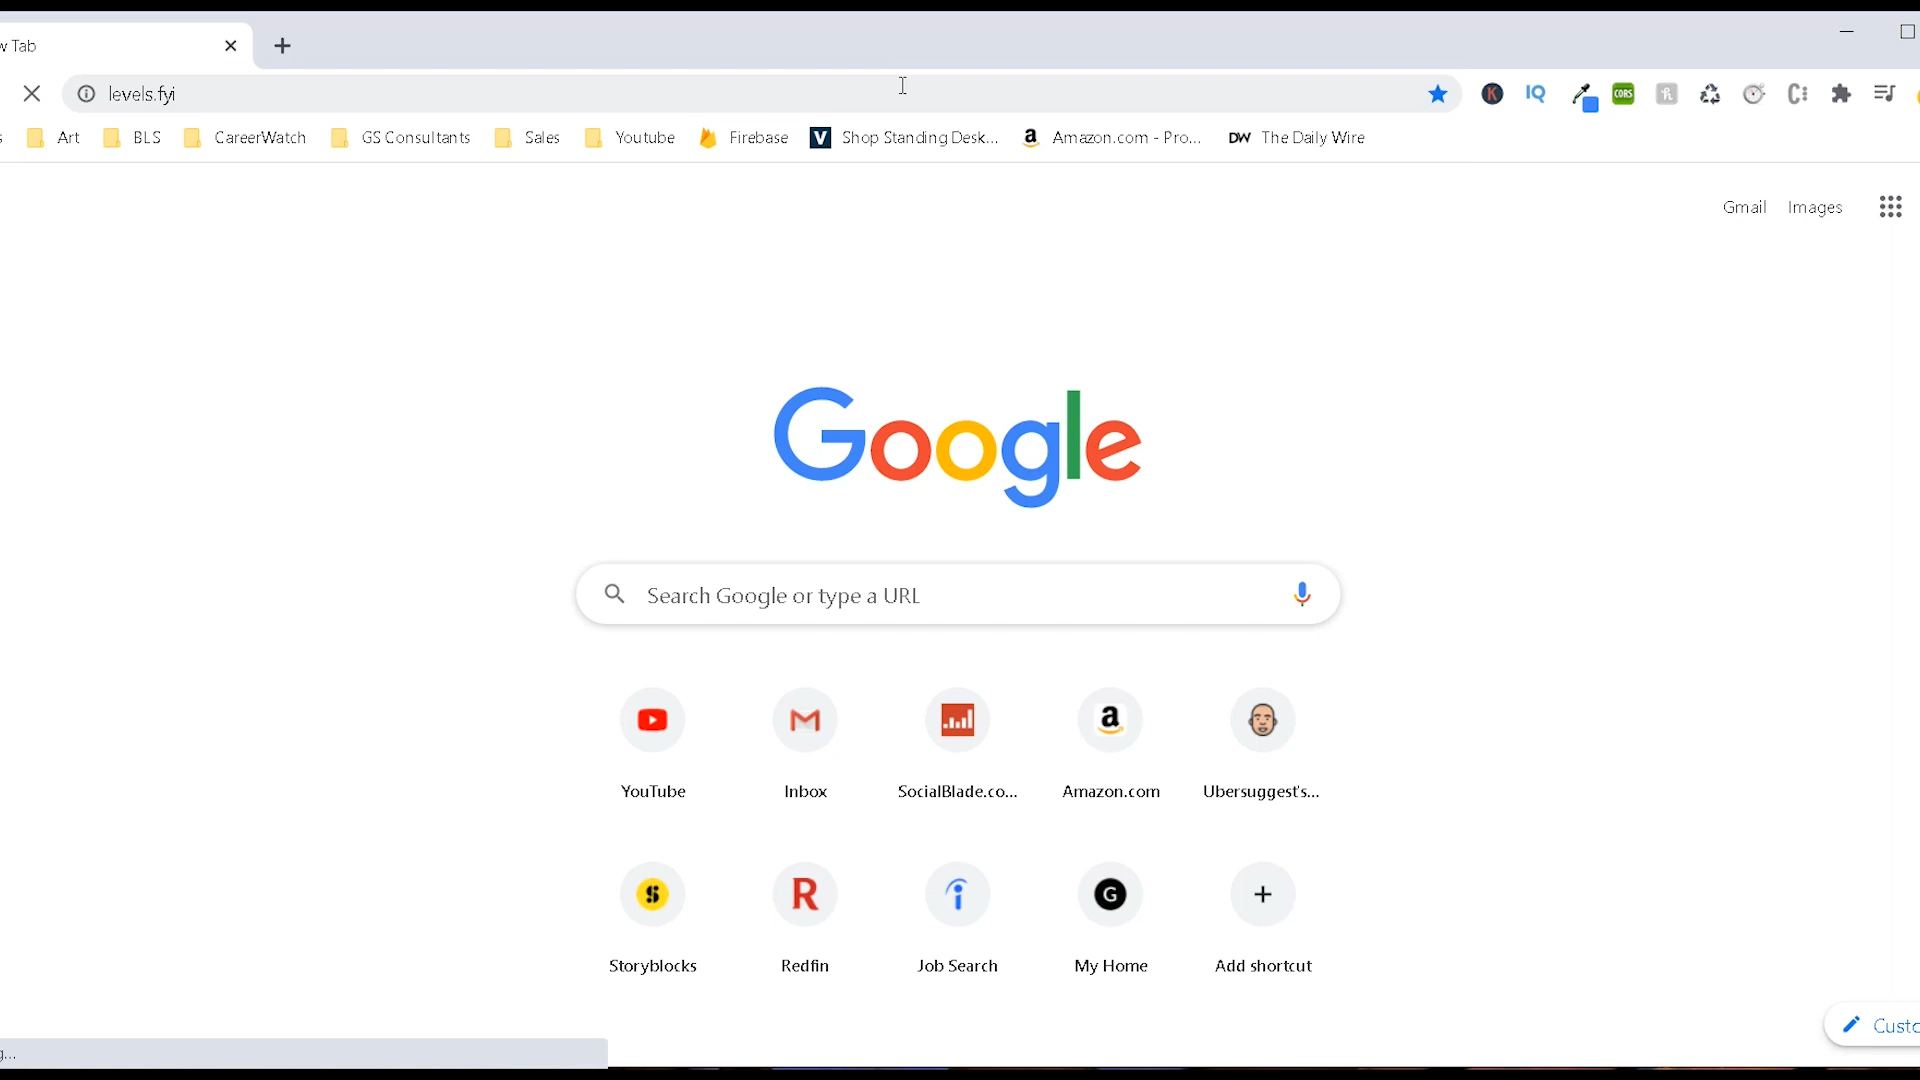 w Tab
levels.fyi
IQ
CORS
s Art BLS CareerWatch GS Consultants Sales Youtube Firebase Shop Standing Desk... Amazon.com - Pro... DW The Daily Wire
Gmail Images
Google
Search Google or type a URL
YouTube Inbox SocialBlade.co... Amazon.com Ubersuggest's...
Storyblocks Redfin Job Search My Home Add shortcut
Custo
g...